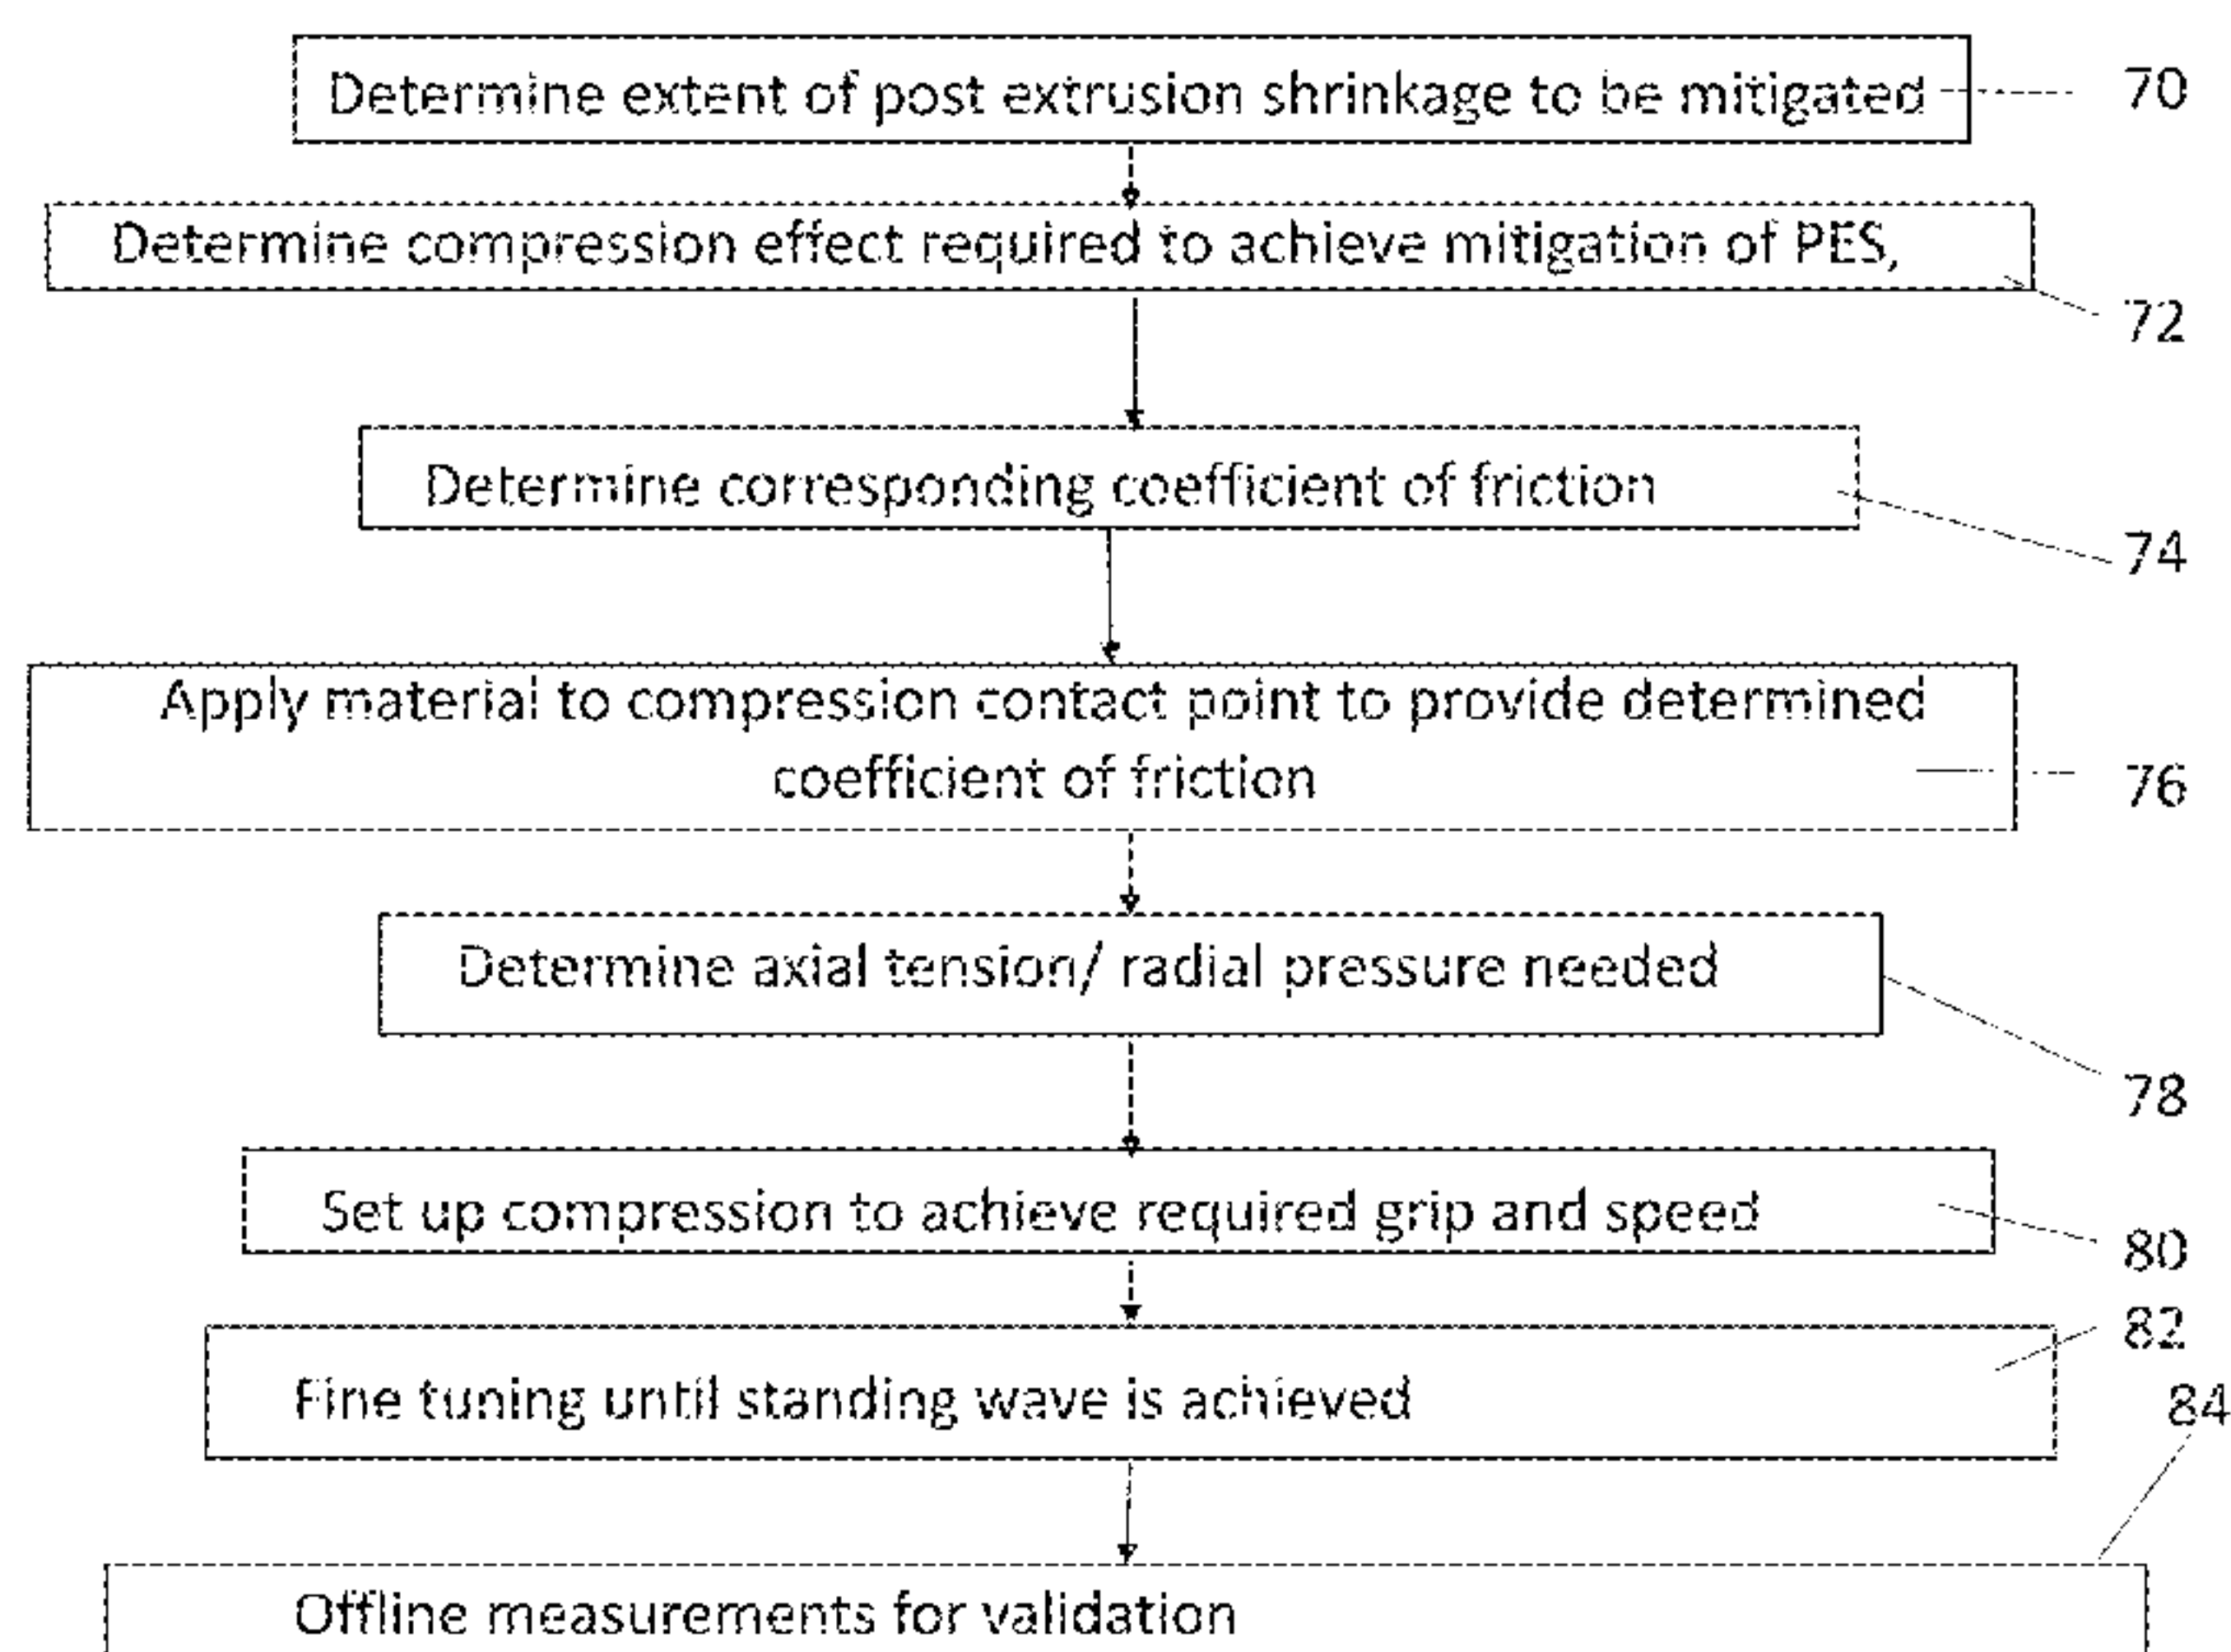 Determine extent of post extrusion shrinkage to be mitigated
70
Determine compression effect required to achieve mitigation of PES,
72
Determine corresponding coefficient of friction
74
Apply material to compression contact point to provide determined
coefficient of friction
76
Determine axial tension/ radial pressure needed
78
Set up compression to achieve required grip and speed
80
82
Fine tuning until standing wave is achieved
84
Offline measurements for validation